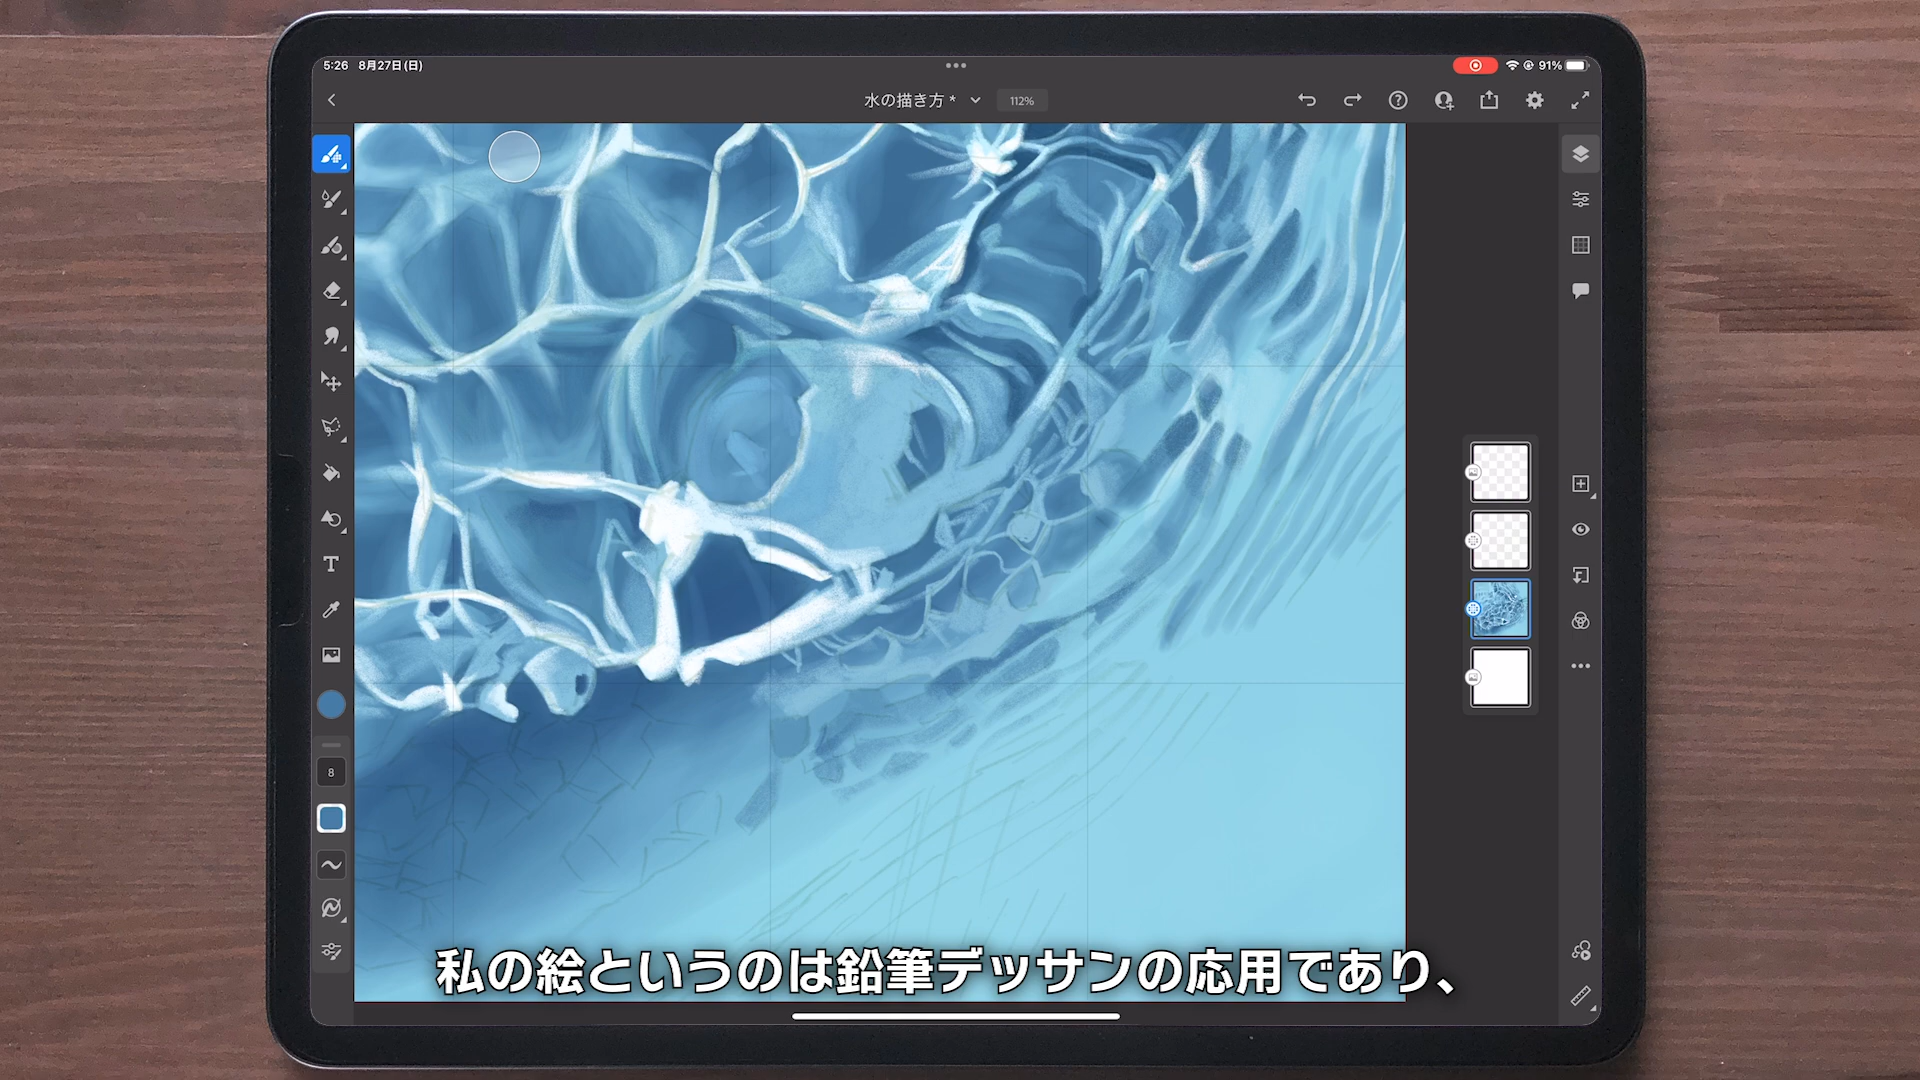 5:26 8月27日(日)
91%
水の描き方 *
112%
T
8
私の絵というのは鉛筆デッサンの応用であり、